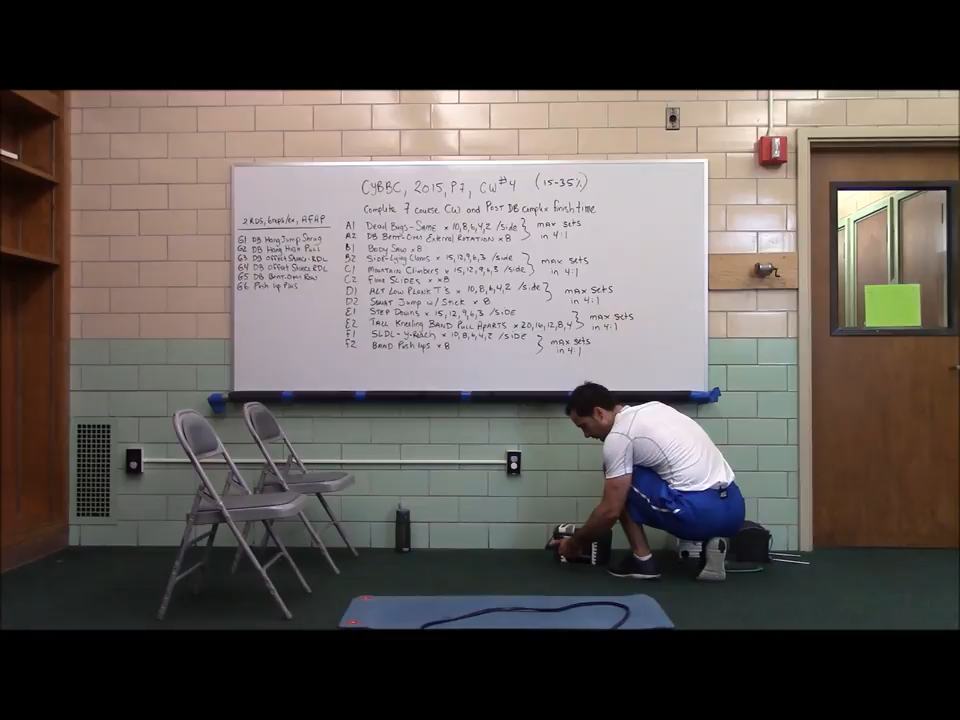 CYBBC, 2015, P7, CW #4 (15-35%)
Complete 7 course CW and Post DB complex finish time
2 RDS, 6reps/ex, AFAP
G1 DB Hang Jump Shrug
G2 DB Hang High Pull
G3 DB Offset Stance RDL
G4 DB Offset Stance RDL
G5 DB Bent-Over Row
G6 Push Up Plus
A1 Dead Bugs-Same x 10,8,6,4,2 /side
A2 DB Bent-Over External Rotation x 8
max sets
in 4:1
B1 Body Saw x 8
B2 Side-Lying Clams x 15,12,9,6,3 /side
C1 Mountain Climbers x 15,12,9,6,3 /side
max sets
in 4:1
C2 Slides x 8
D1 Alt Low Plank T's x 10,8,6,4,2 /side
D2 Squat Jump w/ Stick x 8
max sets
in 4:1
E1 Step Downs x 15,12,9,6,3 /side
E2 Tall Kneeling Band Pull Aparts x 20,16,12,8,4
max sets
in 4:1
F1 SLDL-Y-Reach x 10,8,6,4,2 /side
F2 Band Push Ups x 8
max sets
in 4:1